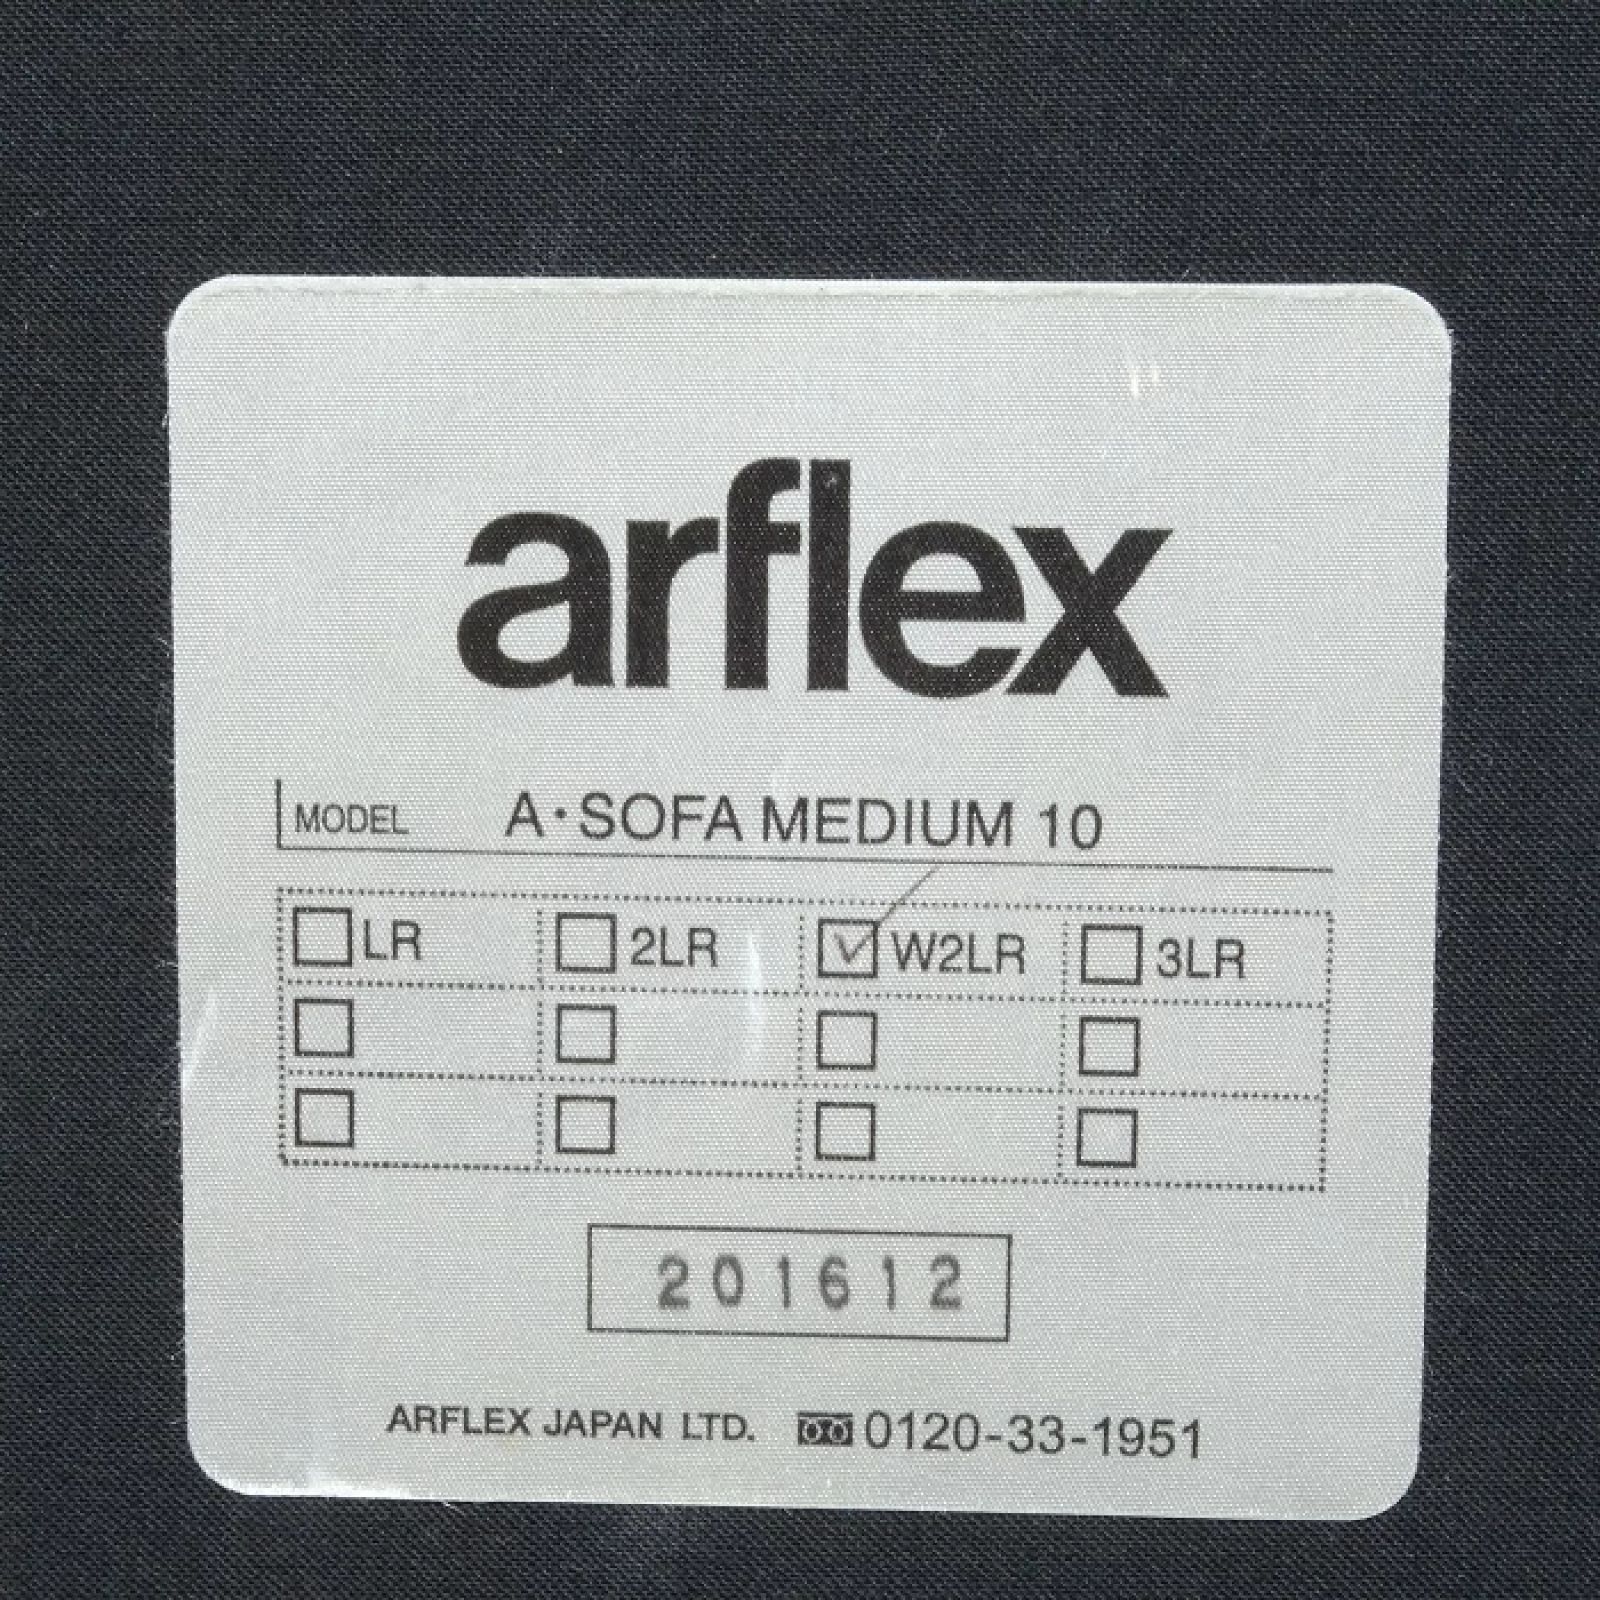 arflex
MODEL A・SOFA MEDIUM 10
LR 2LR W2LR 3LR
201612
ARFLEX JAPAN LTD. 0120-33-1951